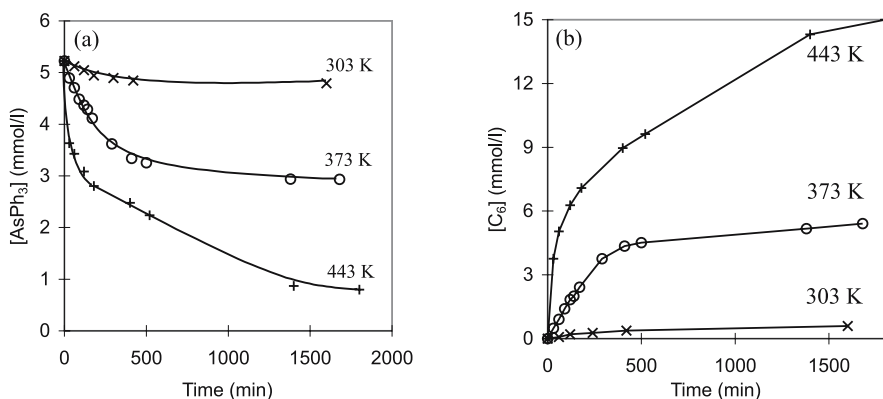 (a)
303 K
373 K
443 K
[AsPh3] (mmol/l)
6
5
4
3
2
1
0
0 500 1000 1500 2000
Time (min)
(b)
443 K
373 K
303 K
[C6] (mmol/l)
15
12
9
6
3
0
0 500 1000 1500
Time (min)